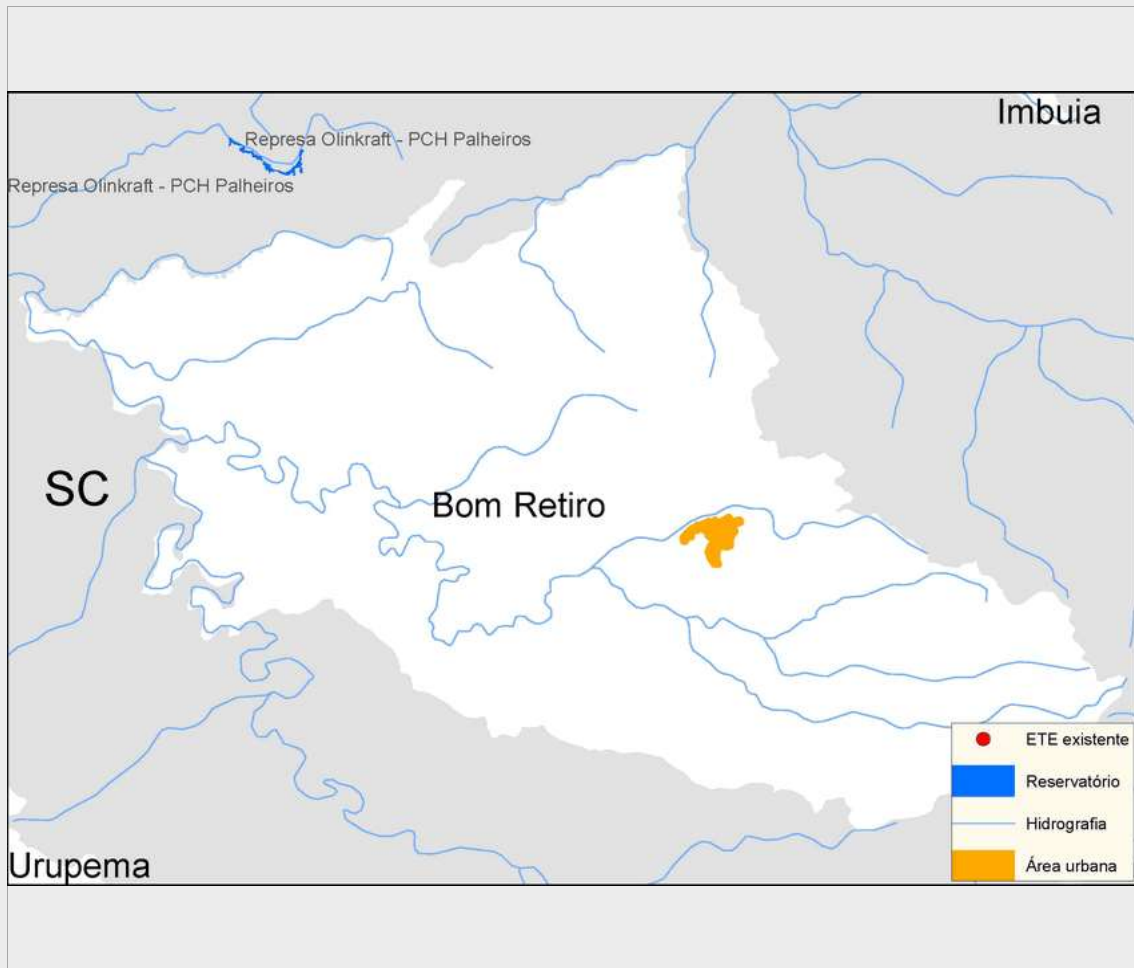 Imbuia
Represa Olinkraft - PCH Palheiros
Represa Olinkraft - PCH Palheiros
SC
Bom Retiro
ETE existente
Reservatório
Hidrografia
Área urbana
Urupema